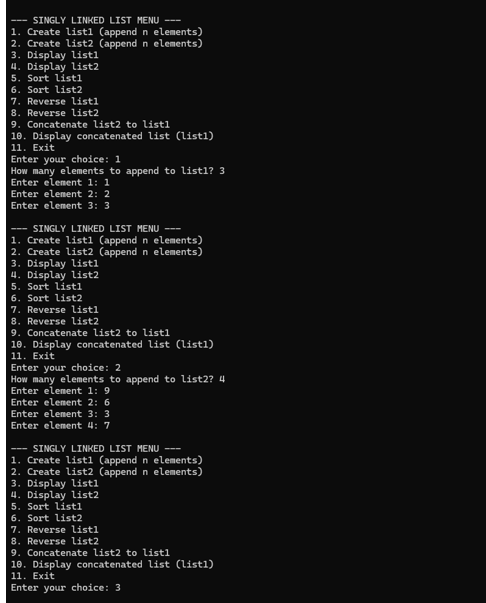 --- SINGLY LINKED LIST MENU ---
1. Create list1 (append n elements)
2. Create list2 (append n elements)
3. Display list1
4. Display list2
5. Sort list1
6. Sort list2
7. Reverse list1
8. Reverse list2
9. Concatenate list2 to list1
10. Display concatenated list (list1)
11. Exit
Enter your choice: 1
How many elements to append to list1? 3
Enter element 1: 1
Enter element 2: 2
Enter element 3: 3

--- SINGLY LINKED LIST MENU ---
1. Create list1 (append n elements)
2. Create list2 (append n elements)
3. Display list1
4. Display list2
5. Sort list1
6. Sort list2
7. Reverse list1
8. Reverse list2
9. Concatenate list2 to list1
10. Display concatenated list (list1)
11. Exit
Enter your choice: 2
How many elements to append to list2? 4
Enter element 1: 9
Enter element 2: 6
Enter element 3: 3
Enter element 4: 7

--- SINGLY LINKED LIST MENU ---
1. Create list1 (append n elements)
2. Create list2 (append n elements)
3. Display list1
4. Display list2
5. Sort list1
6. Sort list2
7. Reverse list1
8. Reverse list2
9. Concatenate list2 to list1
10. Display concatenated list (list1)
11. Exit
Enter your choice: 3